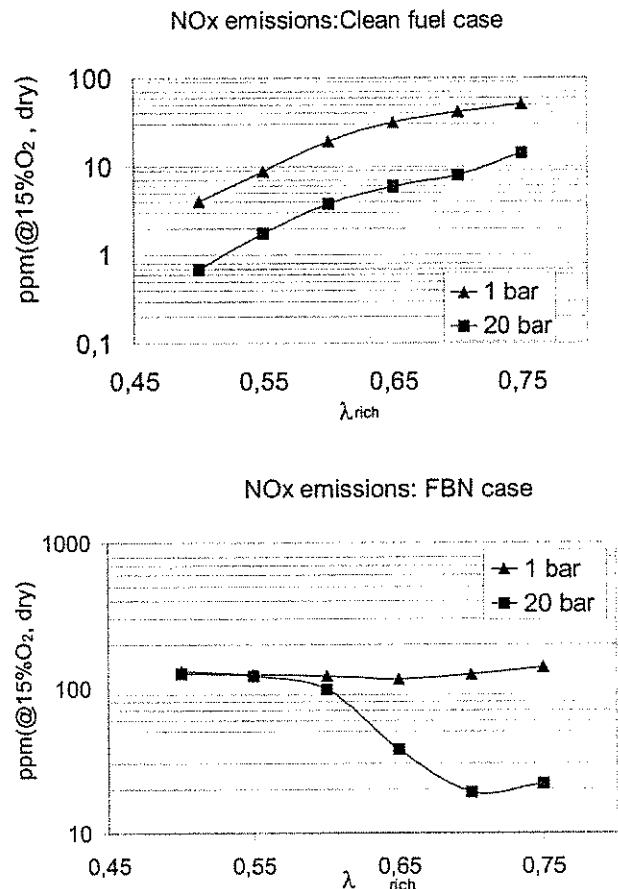 NOx emissions:Clean fuel case
ppm(@15%O₂ , dry)
100
10
1
0,1
1 bar
20 bar
0,45 0,55 0,65 0,75
λrich
NOx emissions: FBN case
ppm(@15%O₂, dry)
1000
100
10
1 bar
20 bar
0,45 0,55 0,65 0,75
λ rich